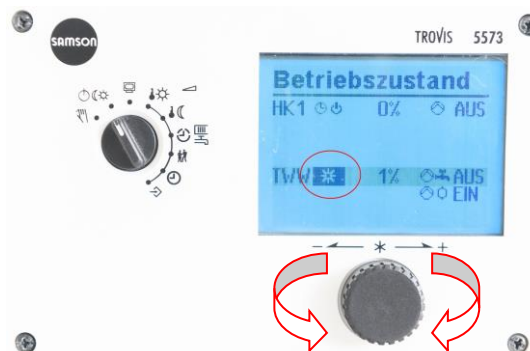 SAMSON
TROVIS 5573
Betriebszustand
HK1 0% AUS
TWW 1% AUS
EIN
- * +